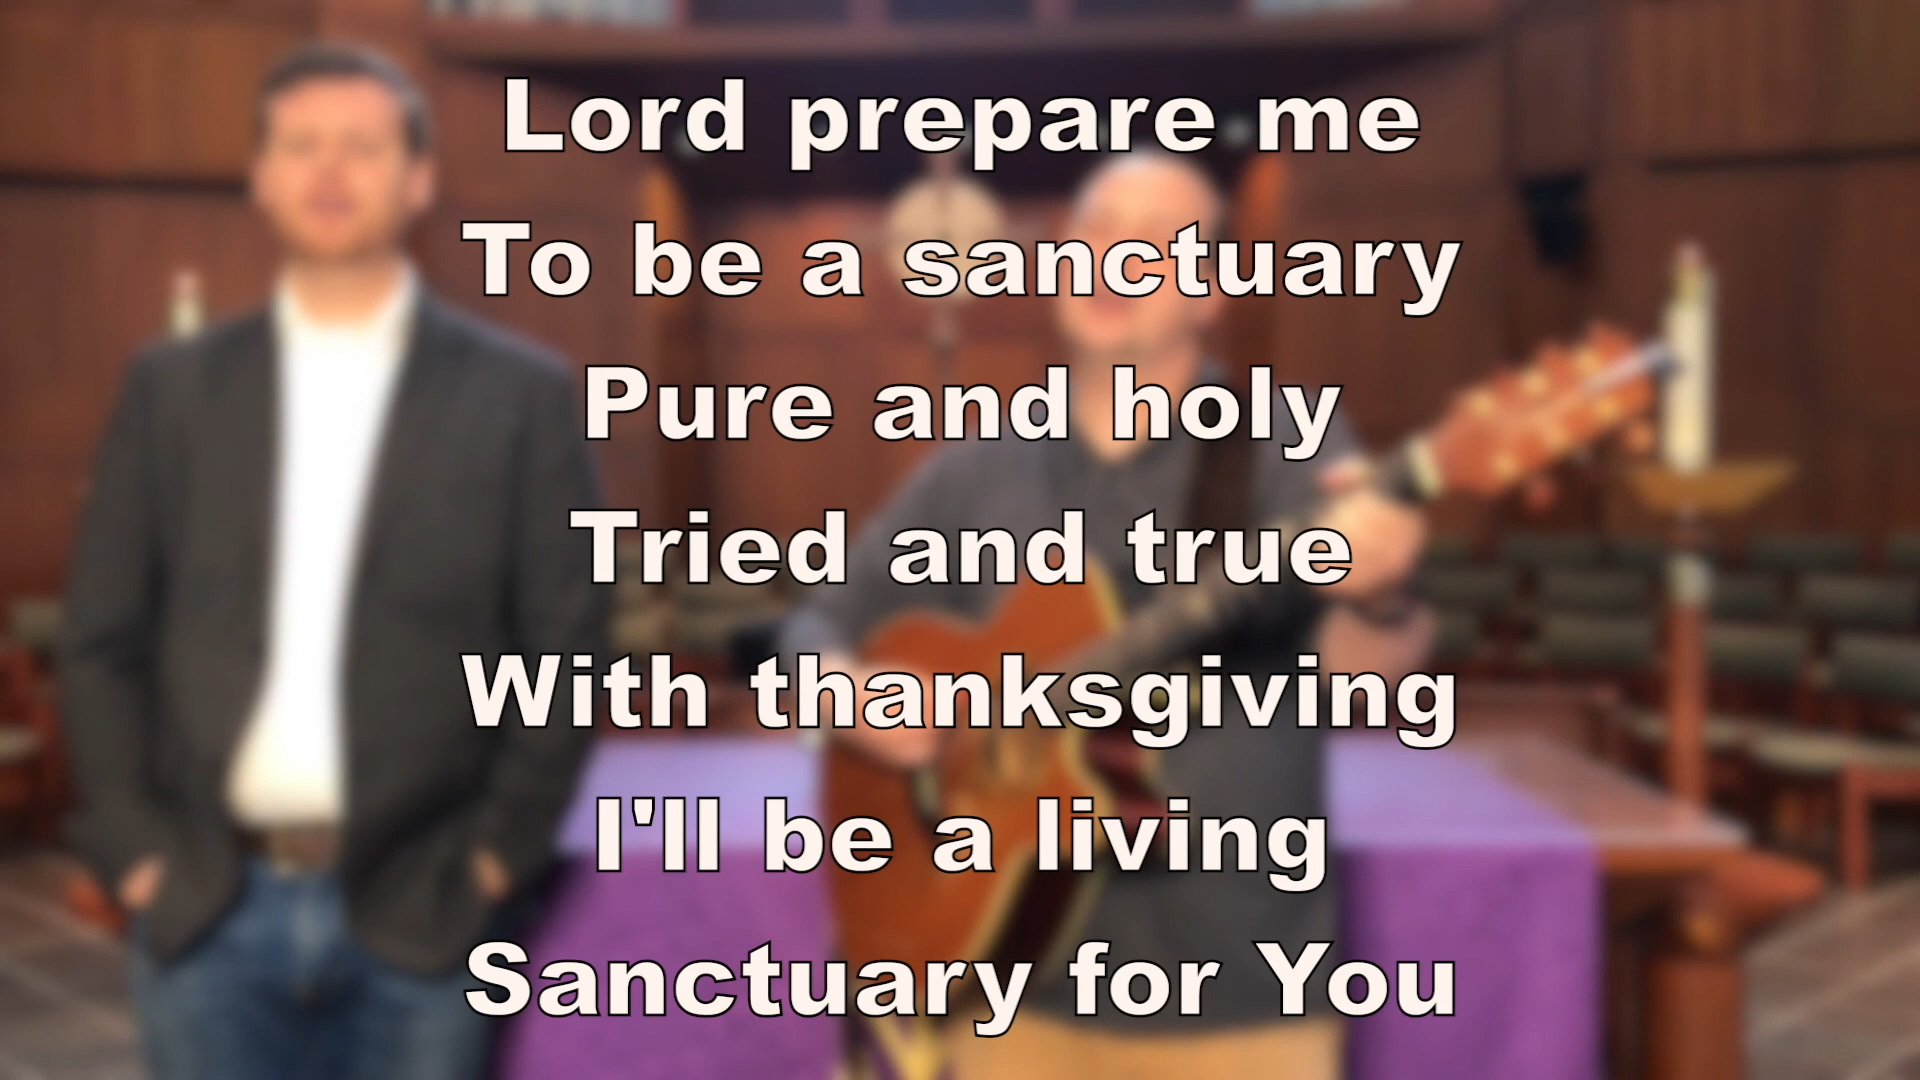 Lord prepare me
To be a sanctuary
Pure and holy
Tried and true
With thanksgiving
I'll be a living
Sanctuary for You